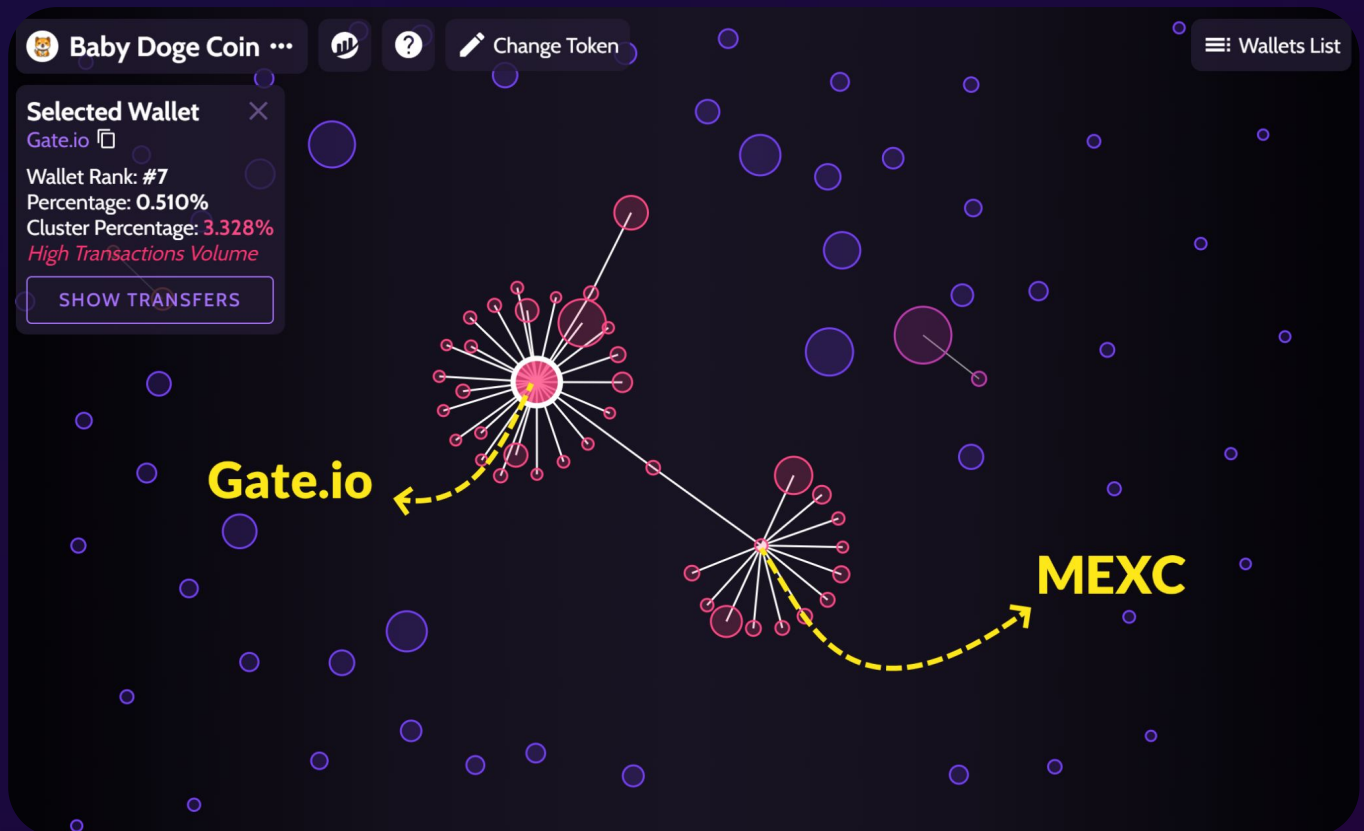 Baby Doge Coin •••
?
Change Token
Wallets List
Selected Wallet
Gate.io
Wallet Rank: #7
Percentage: 0.510%
Cluster Percentage: 3.328%
High Transactions Volume
SHOW TRANSFERS
Gate.io
MEXC